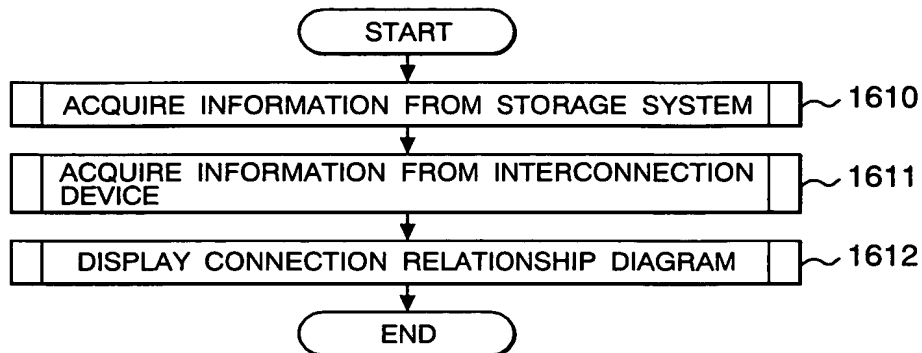 START
ACQUIRE INFORMATION FROM STORAGE SYSTEM
1610
ACQUIRE INFORMATION FROM INTERCONNECTION
DEVICE
1611
DISPLAY CONNECTION RELATIONSHIP DIAGRAM
1612
END